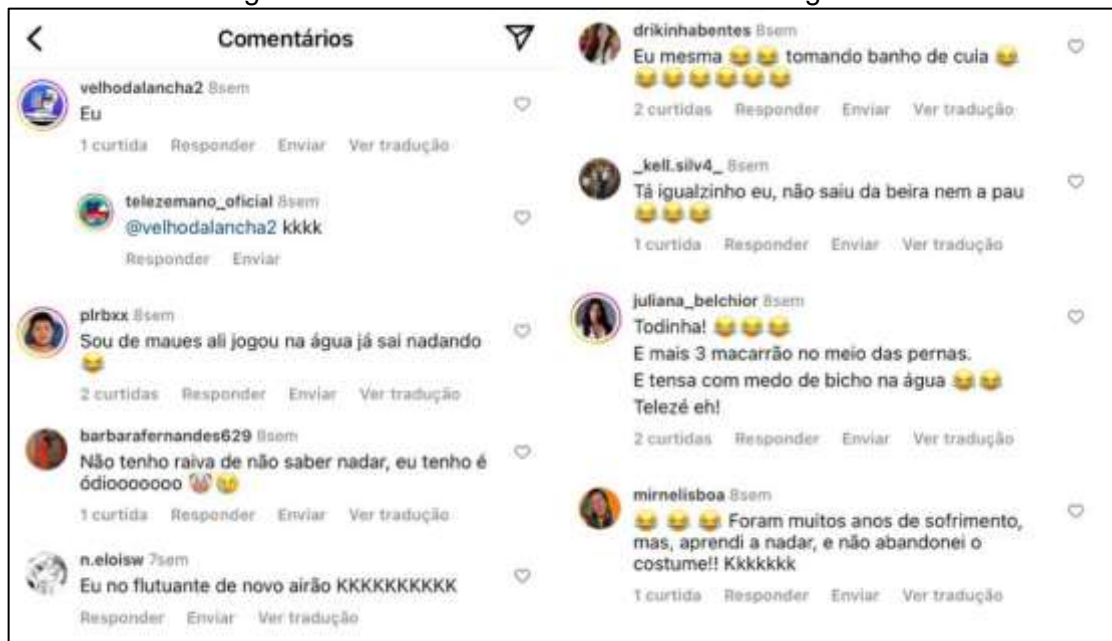 Comentários
velhodalancha2 8sem
Eu
1 curtida Responder Enviar Ver tradução
telezemano_oficial 8sem
@velhodalancha2 kkkk
Responder Enviar
plrbxx 8sem
Sou de maues ali jogou na água já sai nadando
😂
2 curtidas Responder Enviar Ver tradução
barbarafernandes629 8sem
Não tenho raiva de não saber nadar, eu tenho é
ódiooooooo 🤡🥲
1 curtida Responder Enviar Ver tradução
n.eloisw 7sem
Eu no flutuante de novo airão KKKKKKKKKK
Responder Enviar Ver tradução
drikinhabentes 8sem
Eu mesma 😂😂 tomando banho de cuia 😂
😂😂😂😂😂😂
2 curtidas Responder Enviar Ver tradução
_kell.silv4_ 8sem
Tá igualzinho eu, não saiu da beira nem a pau
😂😂😂
1 curtida Responder Enviar Ver tradução
juliana_belchior 8sem
Todinha! 😂😂😂
E mais 3 macarrão no meio das pernas.
E tensa com medo de bicho na água 😂😂
Telezé eh!
2 curtidas Responder Enviar Ver tradução
mirnelisboa 8sem
😂😂😂 Foram muitos anos de sofrimento,
mas, aprendi a nadar, e não abandonei o
costume!! Kkkkkkk
1 curtida Responder Enviar Ver tradução